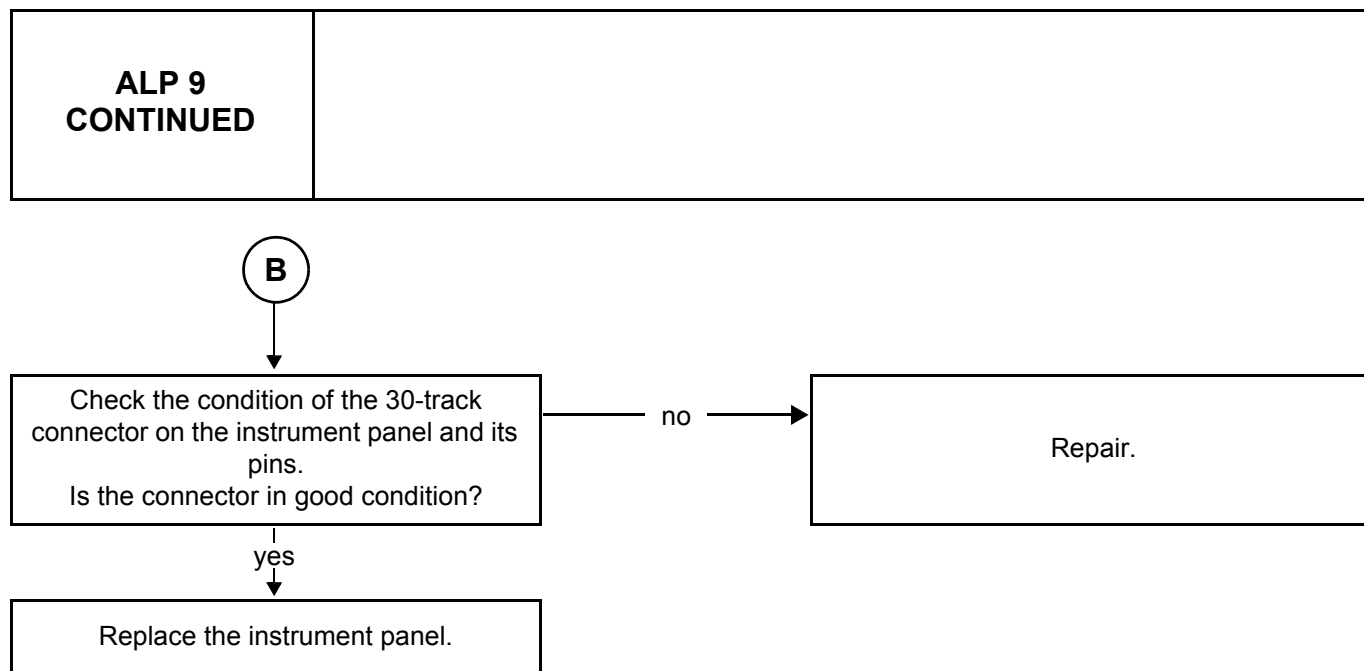 ALP 9
CONTINUED
B
Check the condition of the 30-track
connector on the instrument panel and its
pins.
Is the connector in good condition?
no
Repair.
yes
Replace the instrument panel.